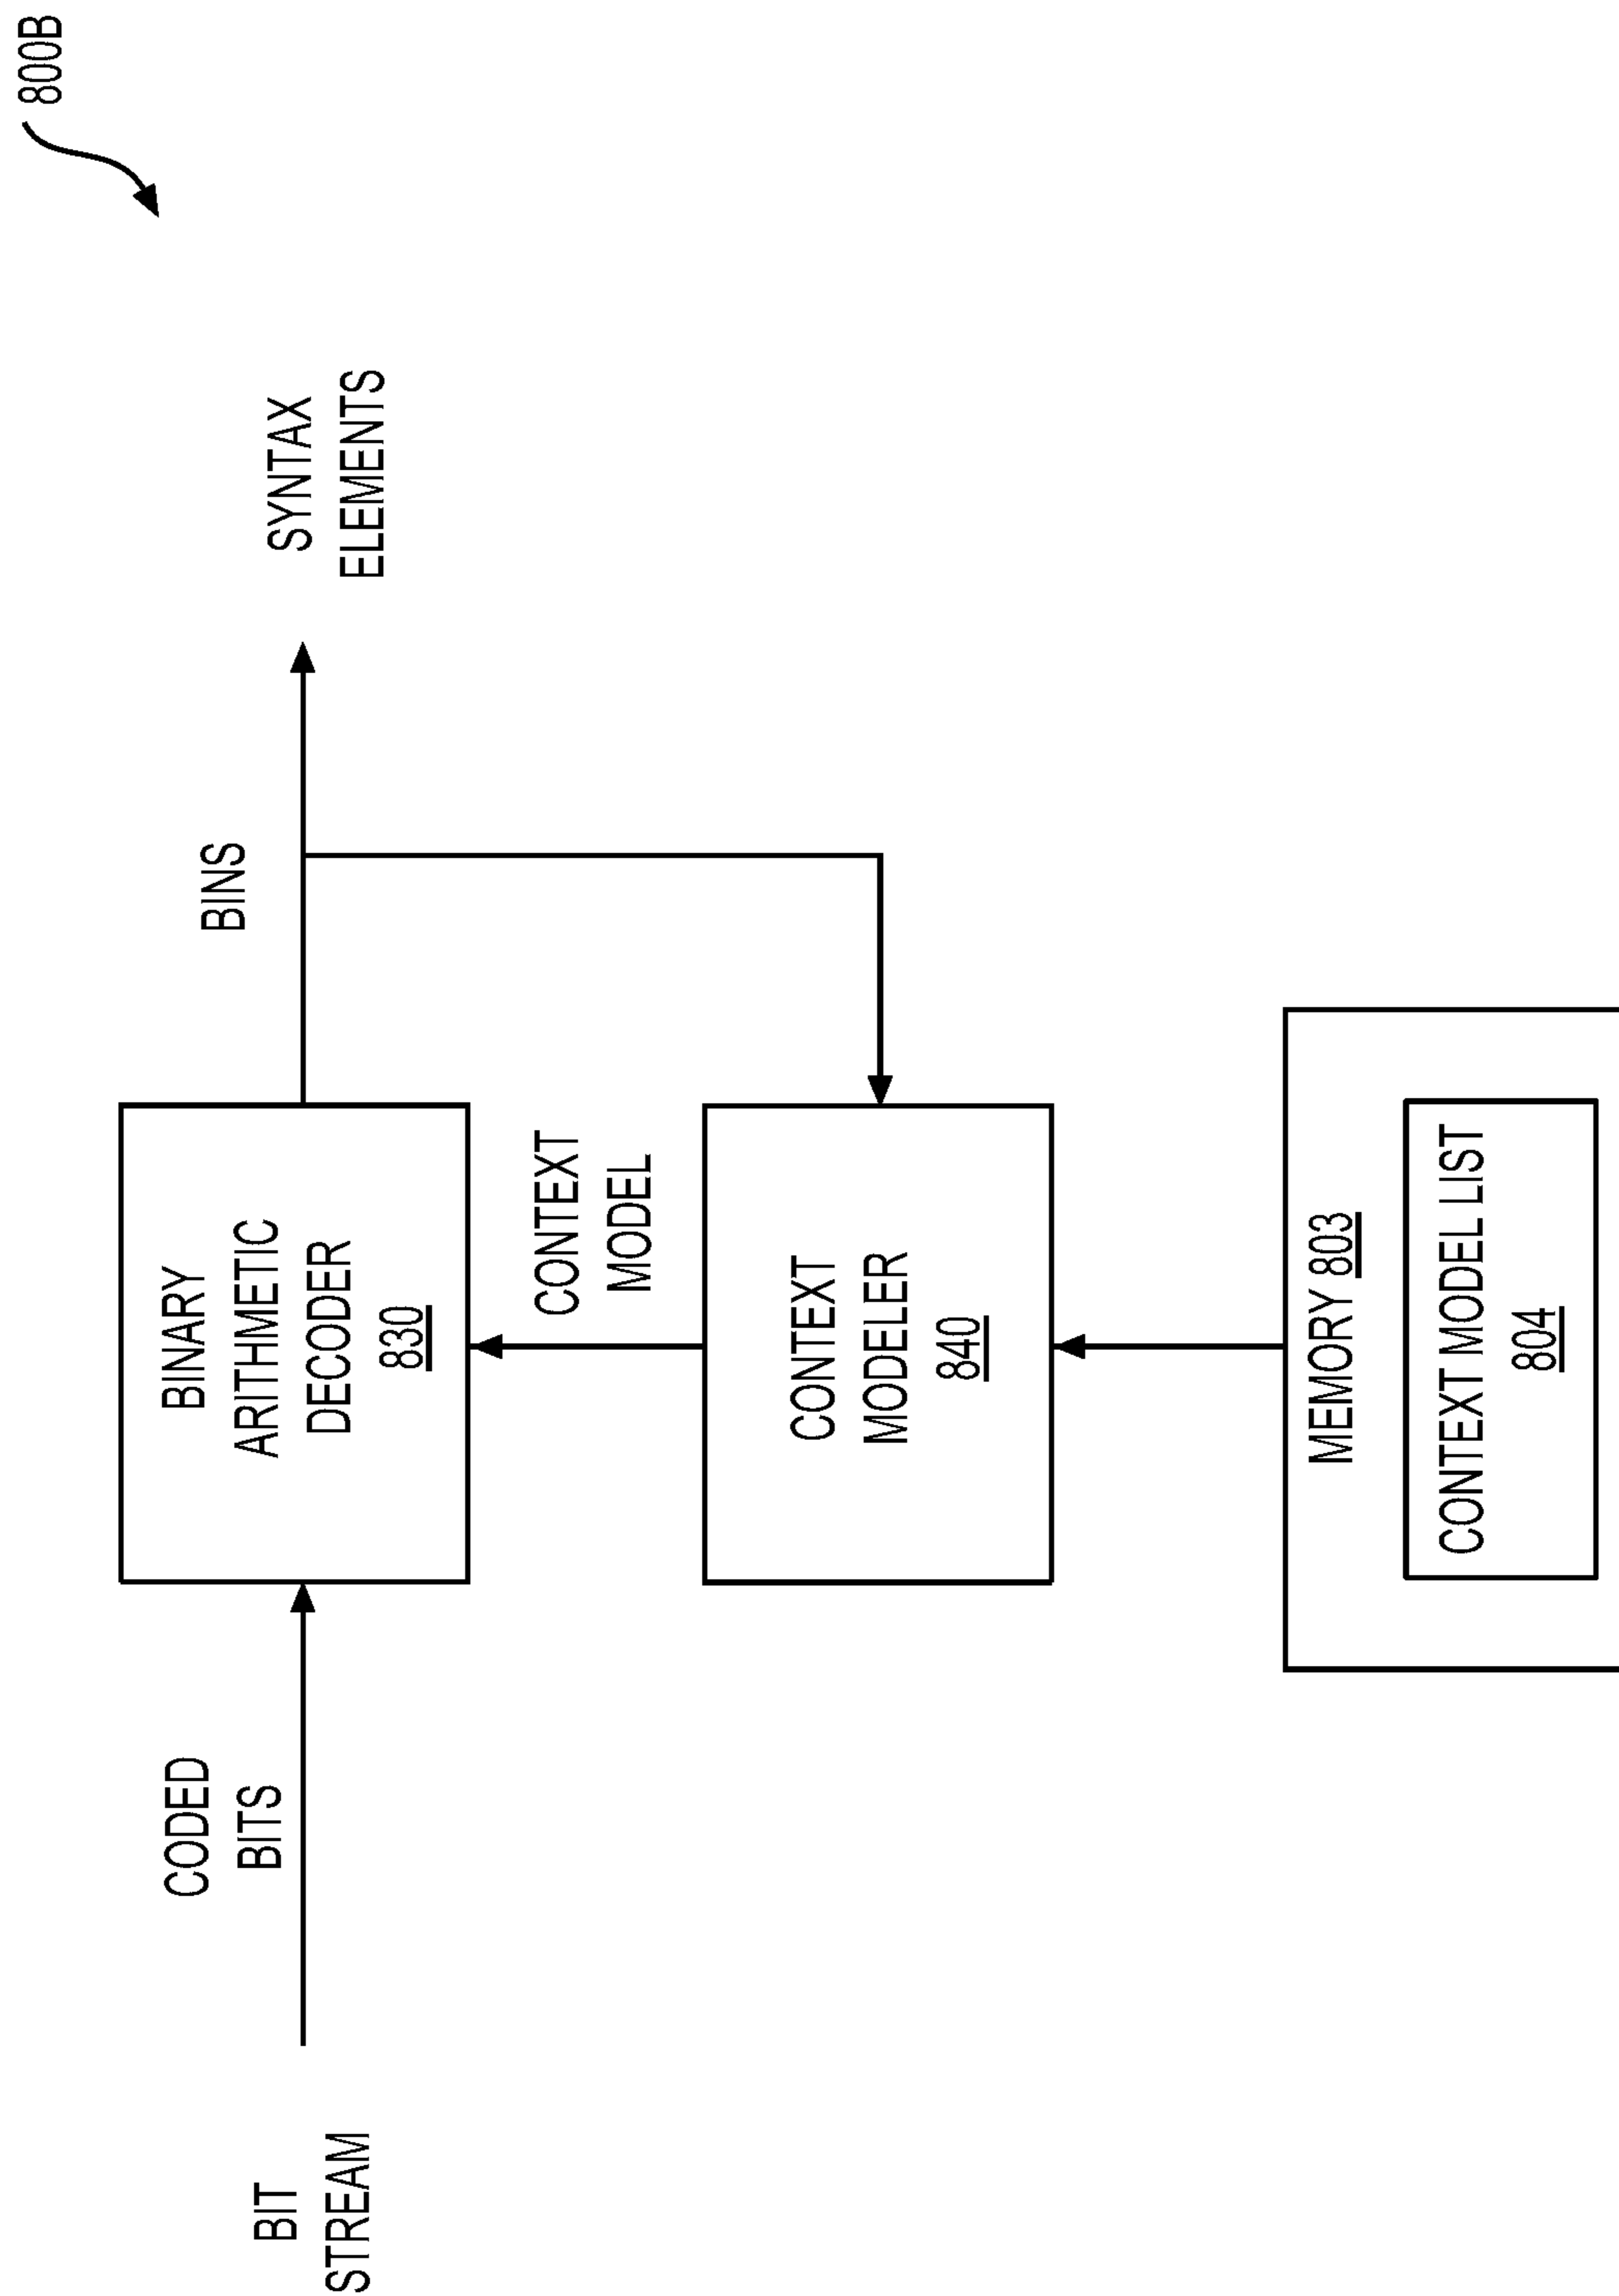 800B
BIT
STREAM
CODED
BITS
BINARY
ARITHMETIC
DECODER
830
BINS
SYNTAX
ELEMENTS
CONTEXT
MODEL
CONTEXT
MODELER
840
MEMORY 803
CONTEXT MODEL LIST
804